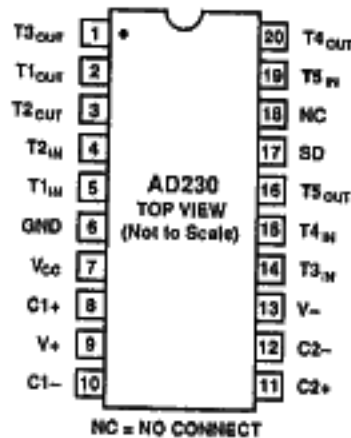 T3OUT 1 20 T4OUT
T1OUT 2 19 T5IN
T2OUT 3 18 NC
T2IN 4 17 SD
T1IN 5 AD230 16 T5OUT
TOP VIEW
GND 6 (Not to Scale) 15 T4IN
VCC 7 14 T3IN
C1+ 8 13 V−
V+ 9 12 C2−
C1− 10 11 C2+
NC = NO CONNECT